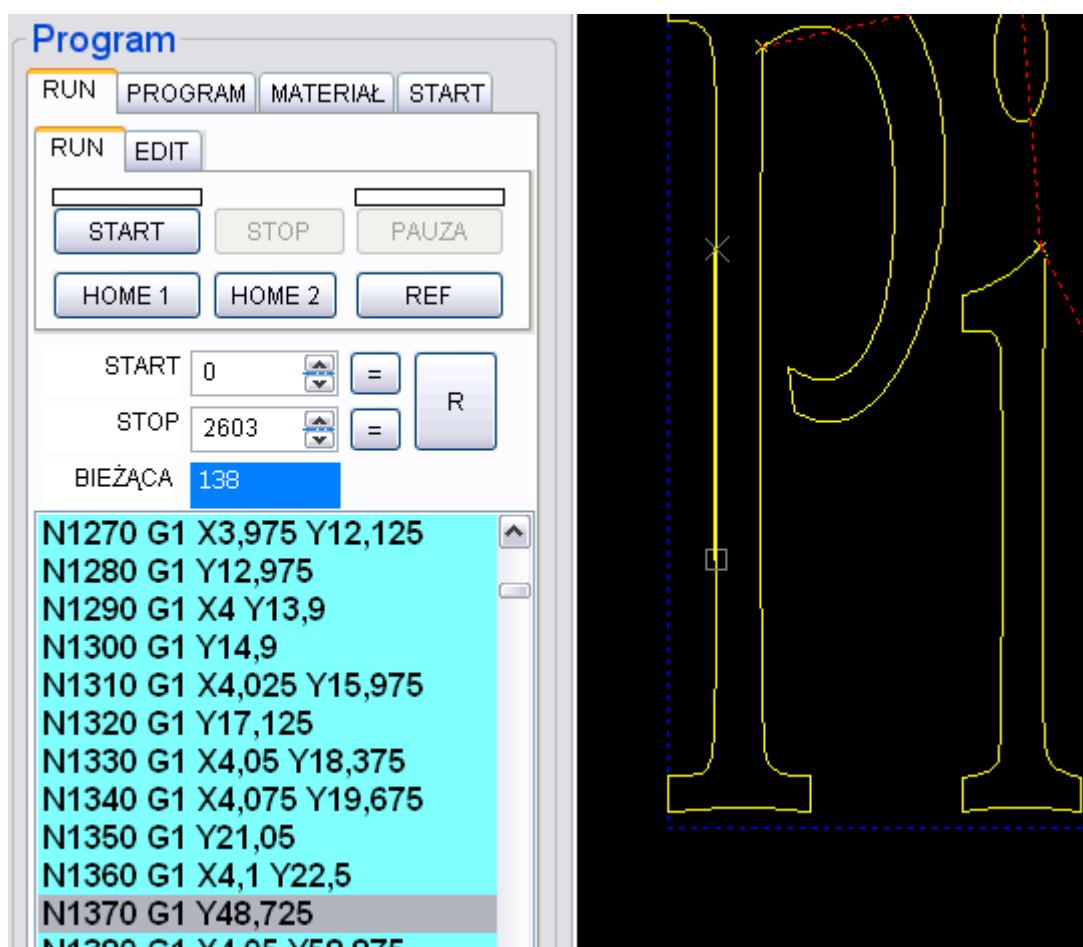 Program
RUN PROGRAM MATERIAŁ START
RUN EDIT
START STOP PAUZA
HOME 1 HOME 2 REF
START 0 = R
STOP 2603 =
BIEŻĄCA 138
N1270 G1 X3,975 Y12,125
N1280 G1 Y12,975
N1290 G1 X4 Y13,9
N1300 G1 Y14,9
N1310 G1 X4,025 Y15,975
N1320 G1 Y17,125
N1330 G1 X4,05 Y18,375
N1340 G1 X4,075 Y19,675
N1350 G1 Y21,05
N1360 G1 X4,1 Y22,5
N1370 G1 Y48,725